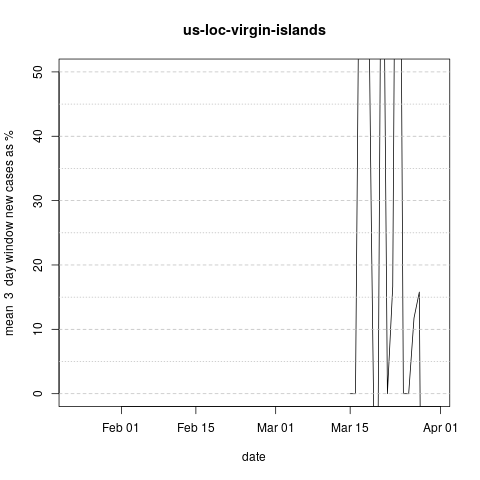 us-loc-virgin-islands
mean 3 day window new cases as %
50
40
30
20
10
0
Feb 01 Feb 15 Mar 01 Mar 15 Apr 01
date